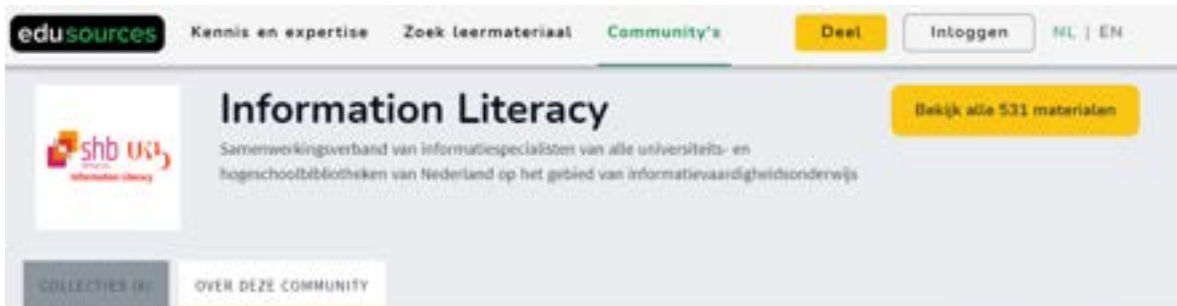 edusources Kennis en expertise Zoek leermateriaal Community's Deel Inloggen NL | EN
Information Literacy
Bekijk alle 531 materialen
shb
Samenwerkingsverband van informatiespecialisten van alle universiteits- en
hogeschoolbibliotheken van Nederland op het gebied van informatievaardigheidsonderwijs
Information Literacy
COLLECTIES OVER DEZE COMMUNITY